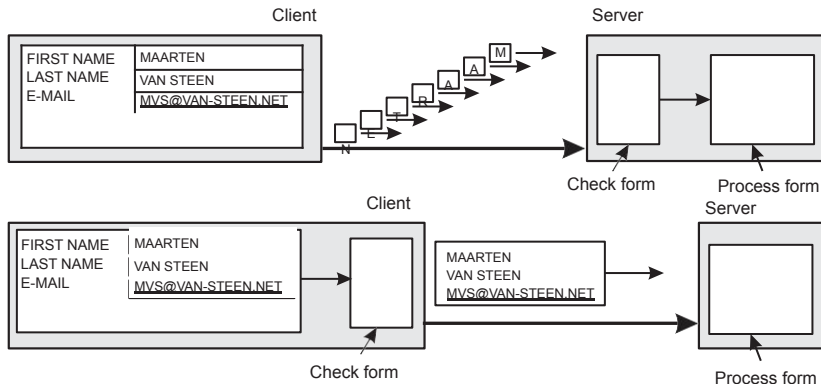 Client
Server
FIRST NAME MAARTEN
LAST NAME VAN STEEN
E-MAIL MVS@VAN-STEEN.NET
M
A
A
R
T
E
N
Check form
Process form
Client
Server
FIRST NAME MAARTEN
LAST NAME VAN STEEN
E-MAIL MVS@VAN-STEEN.NET
MAARTEN
VAN STEEN
MVS@VAN-STEEN.NET
Check form
Process form